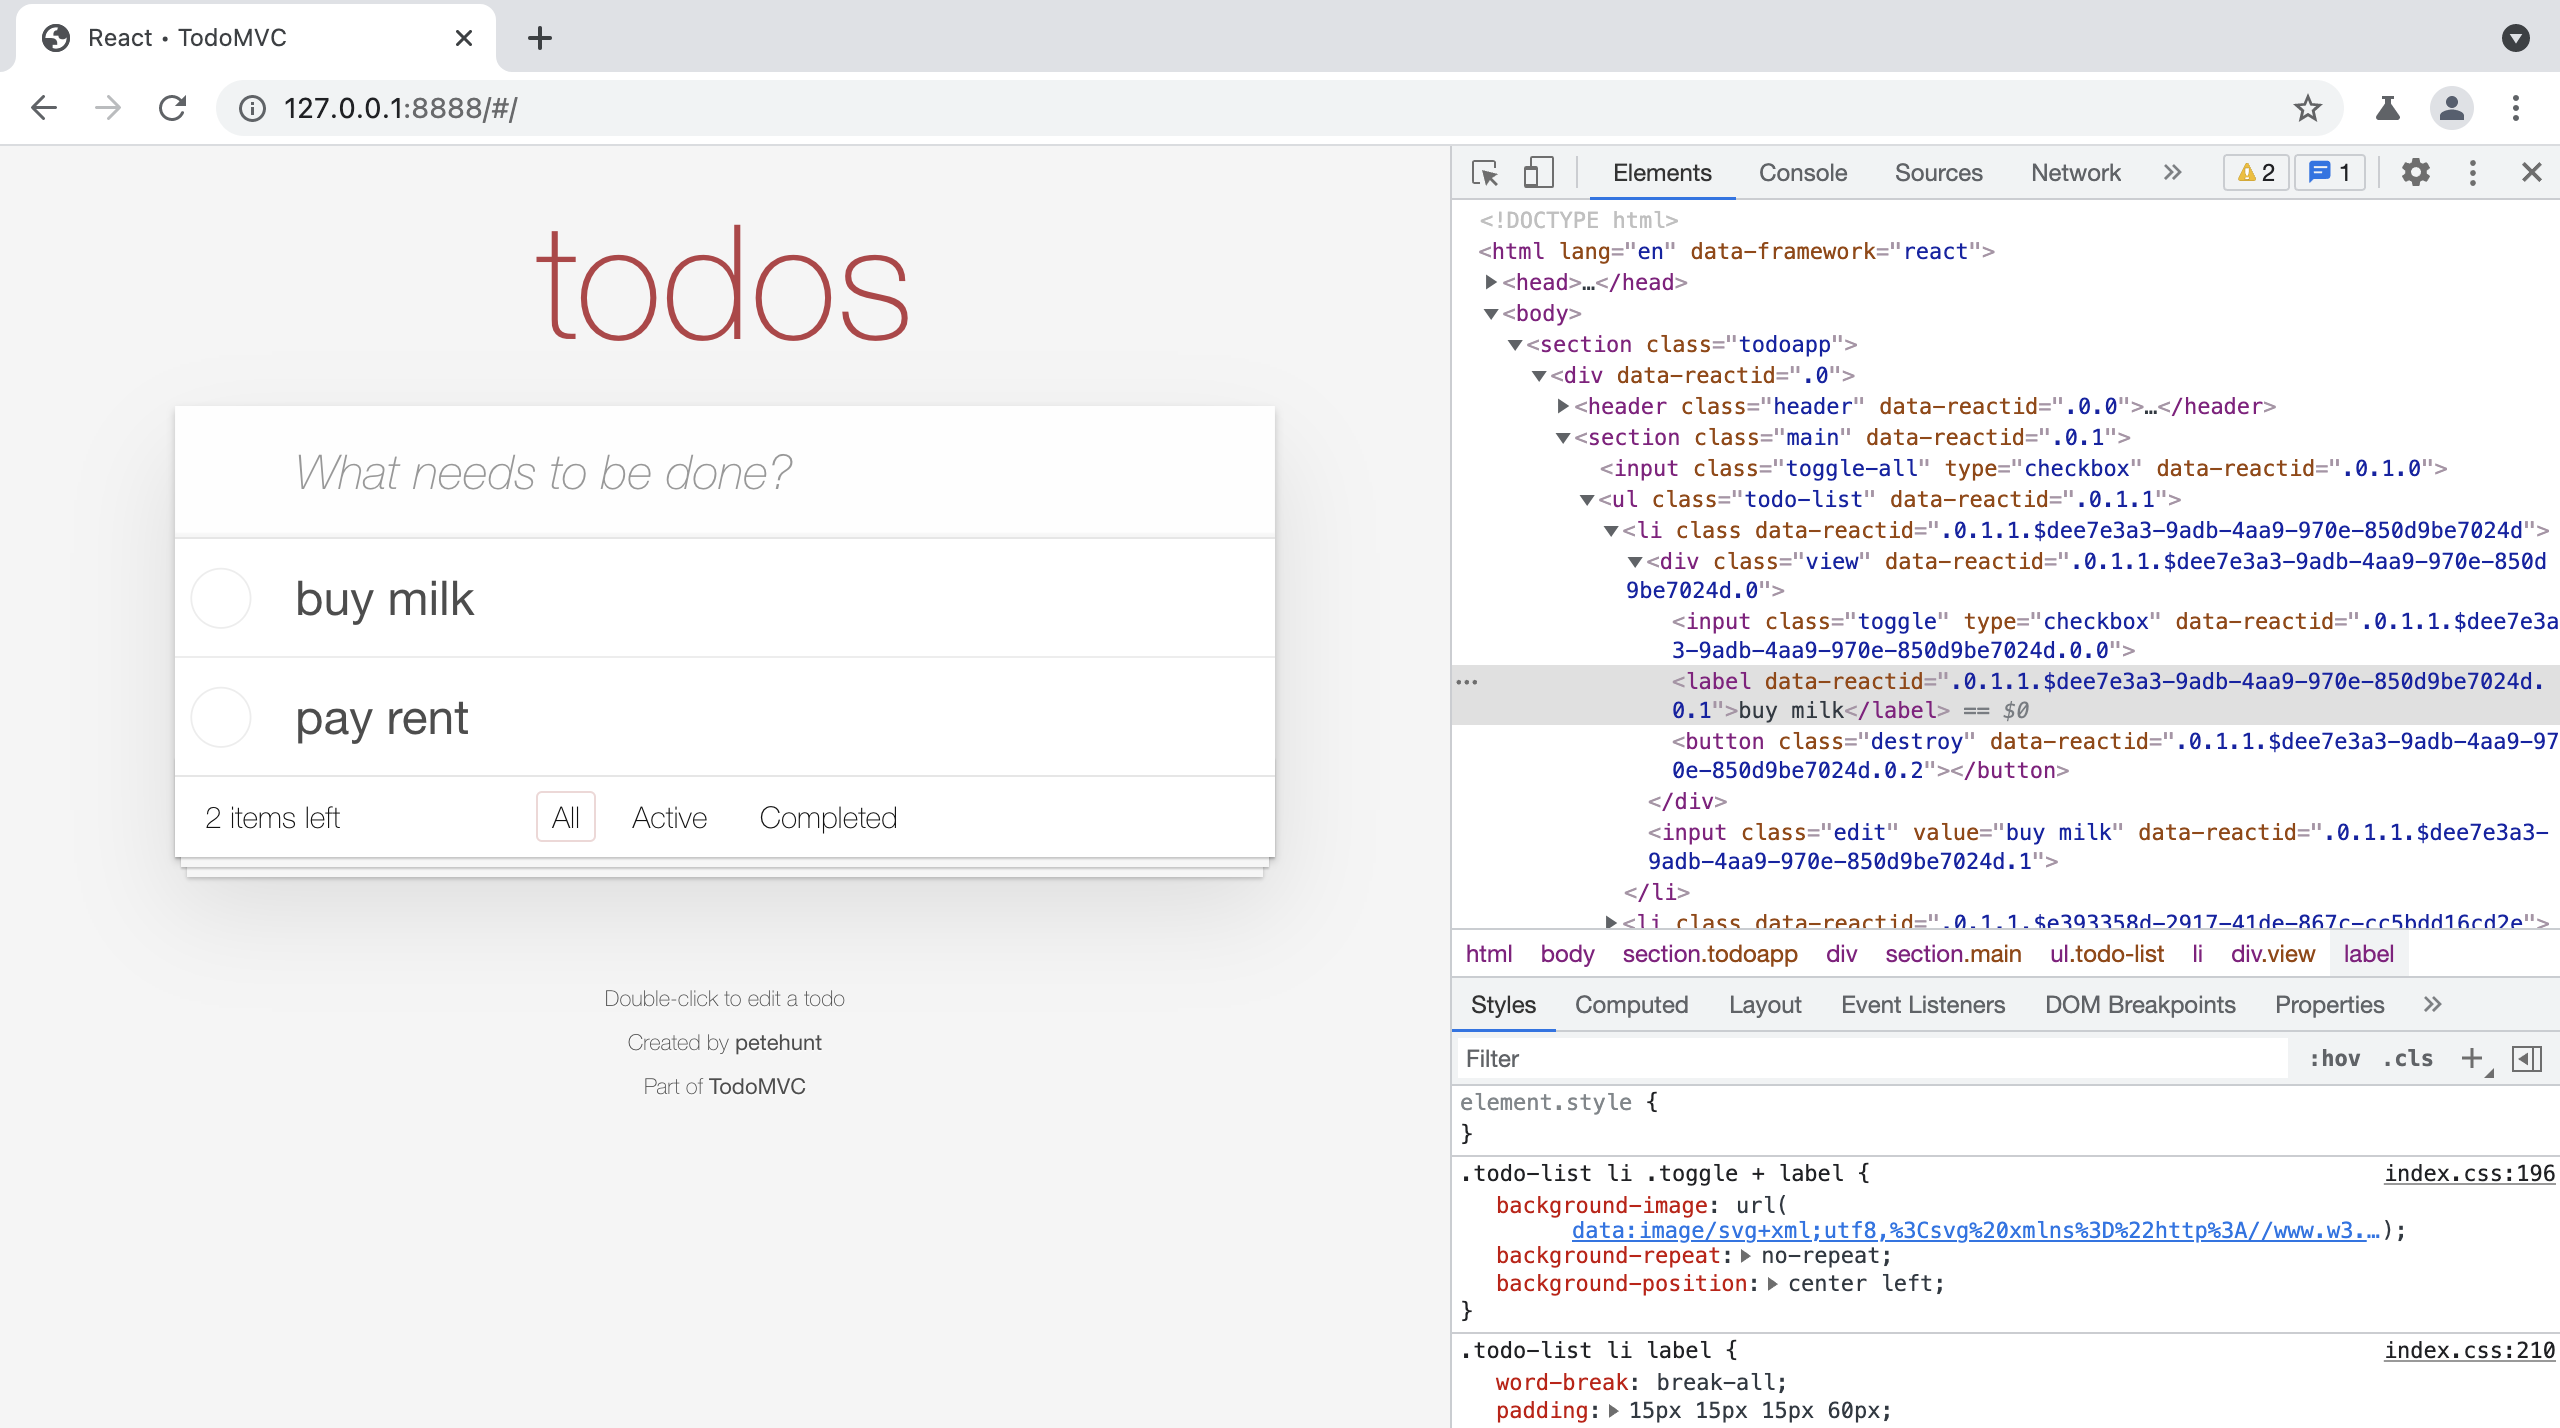 React • TodoMVC
127.0.0.1:8888/#/
todos
What needs to be done?
buy milk
pay rent
2 items left All Active Completed
Double-click to edit a todo
Created by petehunt
Part of TodoMVC
Elements Console Sources Network 2 1
<!DOCTYPE html>
<html lang="en" data-framework="react">
<head>…</head>
<body>
<section class="todoapp">
<div data-reactid=".0">
<header class="header" data-reactid=".0.0">…</header>
<section class="main" data-reactid=".0.1">
<input class="toggle-all" type="checkbox" data-reactid=".0.1.0">
<ul class="todo-list" data-reactid=".0.1.1">
<li class data-reactid=".0.1.1.$dee7e3a3-9adb-4aa9-970e-850d9be7024d">
<div class="view" data-reactid=".0.1.1.$dee7e3a3-9adb-4aa9-970e-850d
9be7024d.0">
<input class="toggle" type="checkbox" data-reactid=".0.1.1.$dee7e3a
3-9adb-4aa9-970e-850d9be7024d.0.0">
<label data-reactid=".0.1.1.$dee7e3a3-9adb-4aa9-970e-850d9be7024d.
0.1">buy milk</label> == $0
<button class="destroy" data-reactid=".0.1.1.$dee7e3a3-9adb-4aa9-97
0e-850d9be7024d.0.2"></button>
</div>
<input class="edit" value="buy milk" data-reactid=".0.1.1.$dee7e3a3-
9adb-4aa9-970e-850d9be7024d.1">
</li>
<li class data-reactid=".0.1.1.$e393358d-2917-41de-867c-cc5bdd16cd2e">
html body section.todoapp div section.main ul.todo-list li div.view label
Styles Computed Layout Event Listeners DOM Breakpoints Properties
Filter :hov .cls
element.style {
}
.todo-list li .toggle + label { index.css:196
background-image: url(
data:image/svg+xml;utf8,%3Csvg%20xmlns%3D%22http%3A//www.w3.…);
background-repeat: no-repeat;
background-position: center left;
}
.todo-list li label { index.css:210
word-break: break-all;
padding: 15px 15px 15px 60px;